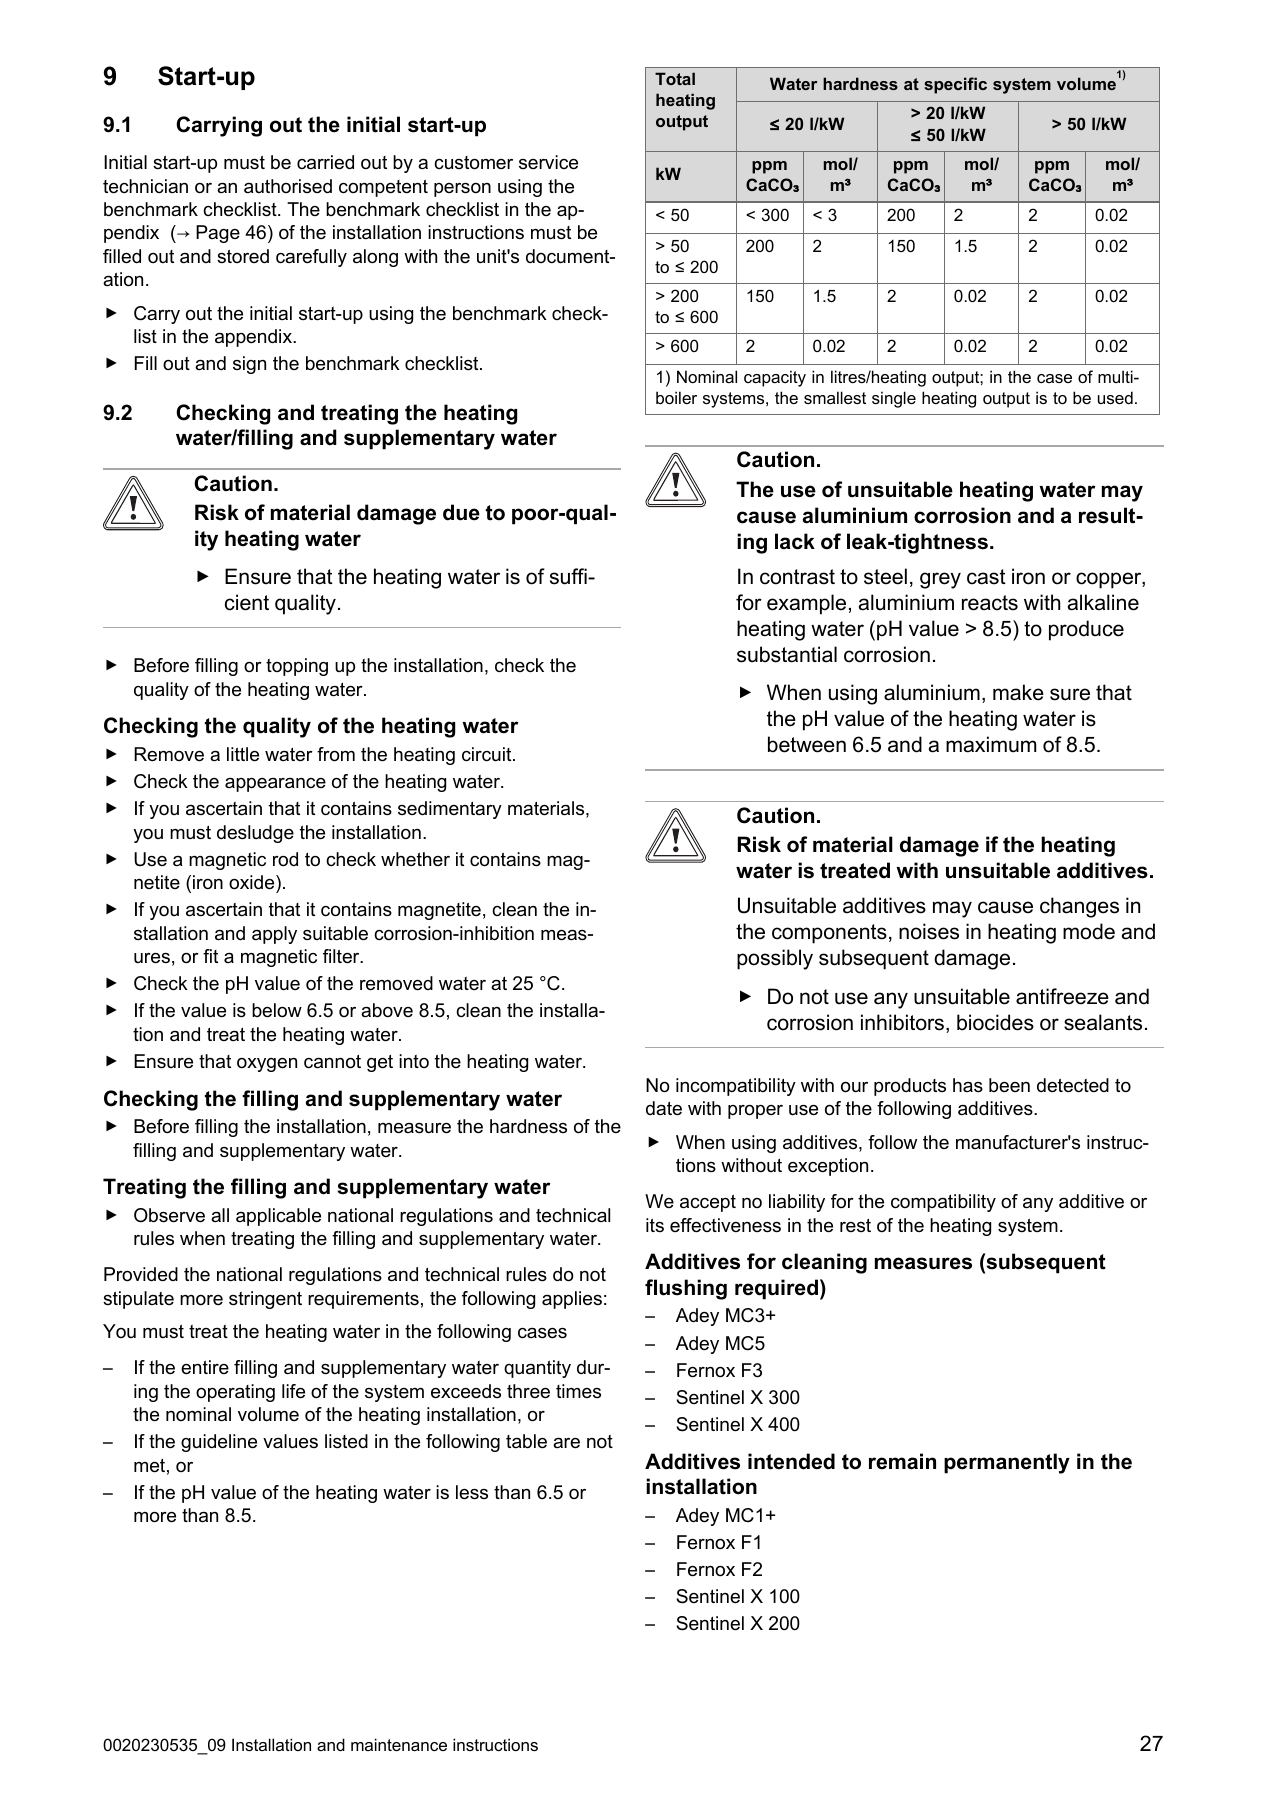 9 Start-up
9.1 Carrying out the initial start-up
Initial start-up must be carried out by a customer service
technician or an authorised competent person using the
benchmark checklist. The benchmark checklist in the ap-
pendix (→ Page 46) of the installation instructions must be
filled out and stored carefully along with the unit's document-
ation.
► Carry out the initial start-up using the benchmark check-
list in the appendix.
► Fill out and sign the benchmark checklist.
9.2 Checking and treating the heating
water/filling and supplementary water
Caution.
Risk of material damage due to poor-qual-
ity heating water
► Ensure that the heating water is of suffi-
cient quality.
► Before filling or topping up the installation, check the
quality of the heating water.
Checking the quality of the heating water
► Remove a little water from the heating circuit.
► Check the appearance of the heating water.
► If you ascertain that it contains sedimentary materials,
you must desludge the installation.
► Use a magnetic rod to check whether it contains mag-
netite (iron oxide).
► If you ascertain that it contains magnetite, clean the in-
stallation and apply suitable corrosion-inhibition meas-
ures, or fit a magnetic filter.
► Check the pH value of the removed water at 25 °C.
► If the value is below 6.5 or above 8.5, clean the installa-
tion and treat the heating water.
► Ensure that oxygen cannot get into the heating water.
Checking the filling and supplementary water
► Before filling the installation, measure the hardness of the
filling and supplementary water.
Treating the filling and supplementary water
► Observe all applicable national regulations and technical
rules when treating the filling and supplementary water.
Provided the national regulations and technical rules do not
stipulate more stringent requirements, the following applies:
You must treat the heating water in the following cases
– If the entire filling and supplementary water quantity dur-
ing the operating life of the system exceeds three times
the nominal volume of the heating installation, or
– If the guideline values listed in the following table are not
met, or
– If the pH value of the heating water is less than 6.5 or
more than 8.5.
Total heating output Water hardness at specific system volume1)
≤ 20 l/kW > 20 l/kW ≤ 50 l/kW > 50 l/kW
kW ppm CaCO₃ mol/m³ ppm CaCO₃ mol/m³ ppm CaCO₃ mol/m³
< 50 < 300 < 3 200 2 2 0.02
> 50 to ≤ 200 200 2 150 1.5 2 0.02
> 200 to ≤ 600 150 1.5 2 0.02 2 0.02
> 600 2 0.02 2 0.02 2 0.02
1) Nominal capacity in litres/heating output; in the case of multi-
boiler systems, the smallest single heating output is to be used.
Caution.
The use of unsuitable heating water may
cause aluminium corrosion and a result-
ing lack of leak-tightness.
In contrast to steel, grey cast iron or copper,
for example, aluminium reacts with alkaline
heating water (pH value > 8.5) to produce
substantial corrosion.
► When using aluminium, make sure that
the pH value of the heating water is
between 6.5 and a maximum of 8.5.
Caution.
Risk of material damage if the heating
water is treated with unsuitable additives.
Unsuitable additives may cause changes in
the components, noises in heating mode and
possibly subsequent damage.
► Do not use any unsuitable antifreeze and
corrosion inhibitors, biocides or sealants.
No incompatibility with our products has been detected to
date with proper use of the following additives.
► When using additives, follow the manufacturer's instruc-
tions without exception.
We accept no liability for the compatibility of any additive or
its effectiveness in the rest of the heating system.
Additives for cleaning measures (subsequent
flushing required)
– Adey MC3+
– Adey MC5
– Fernox F3
– Sentinel X 300
– Sentinel X 400
Additives intended to remain permanently in the
installation
– Adey MC1+
– Fernox F1
– Fernox F2
– Sentinel X 100
– Sentinel X 200
0020230535_09 Installation and maintenance instructions 27